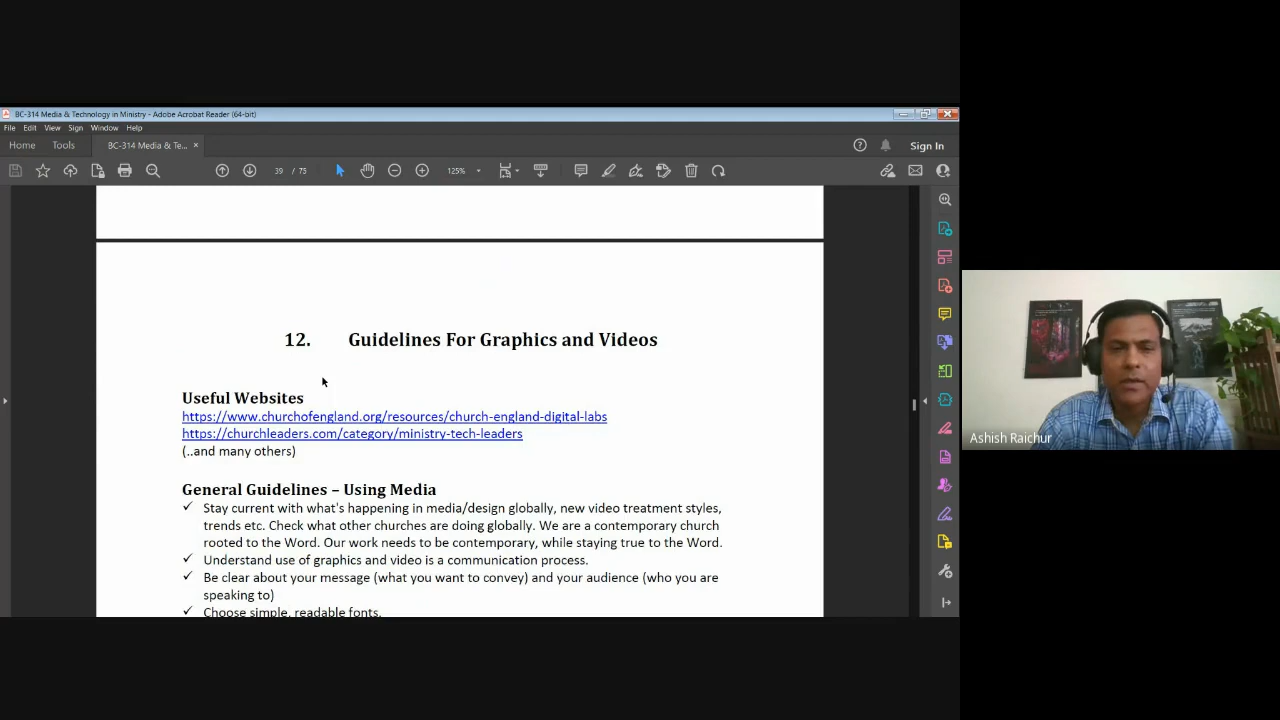 BC-314 Media & Technology in Ministry - Adobe Acrobat Reader (64-bit)
File Edit View Sign Window Help
Home Tools BC-314 Media & Te... × Sign In
39 / 75 125%
12. Guidelines For Graphics and Videos
Useful Websites
https://www.churchofengland.org/resources/church-england-digital-labs
https://churchleaders.com/category/ministry-tech-leaders
(..and many others)
General Guidelines – Using Media
✓ Stay current with what's happening in media/design globally, new video treatment styles,
trends etc. Check what other churches are doing globally. We are a contemporary church
rooted to the Word. Our work needs to be contemporary, while staying true to the Word.
✓ Understand use of graphics and video is a communication process.
✓ Be clear about your message (what you want to convey) and your audience (who you are
speaking to)
✓ Choose simple, readable fonts.
Ashish Raichur